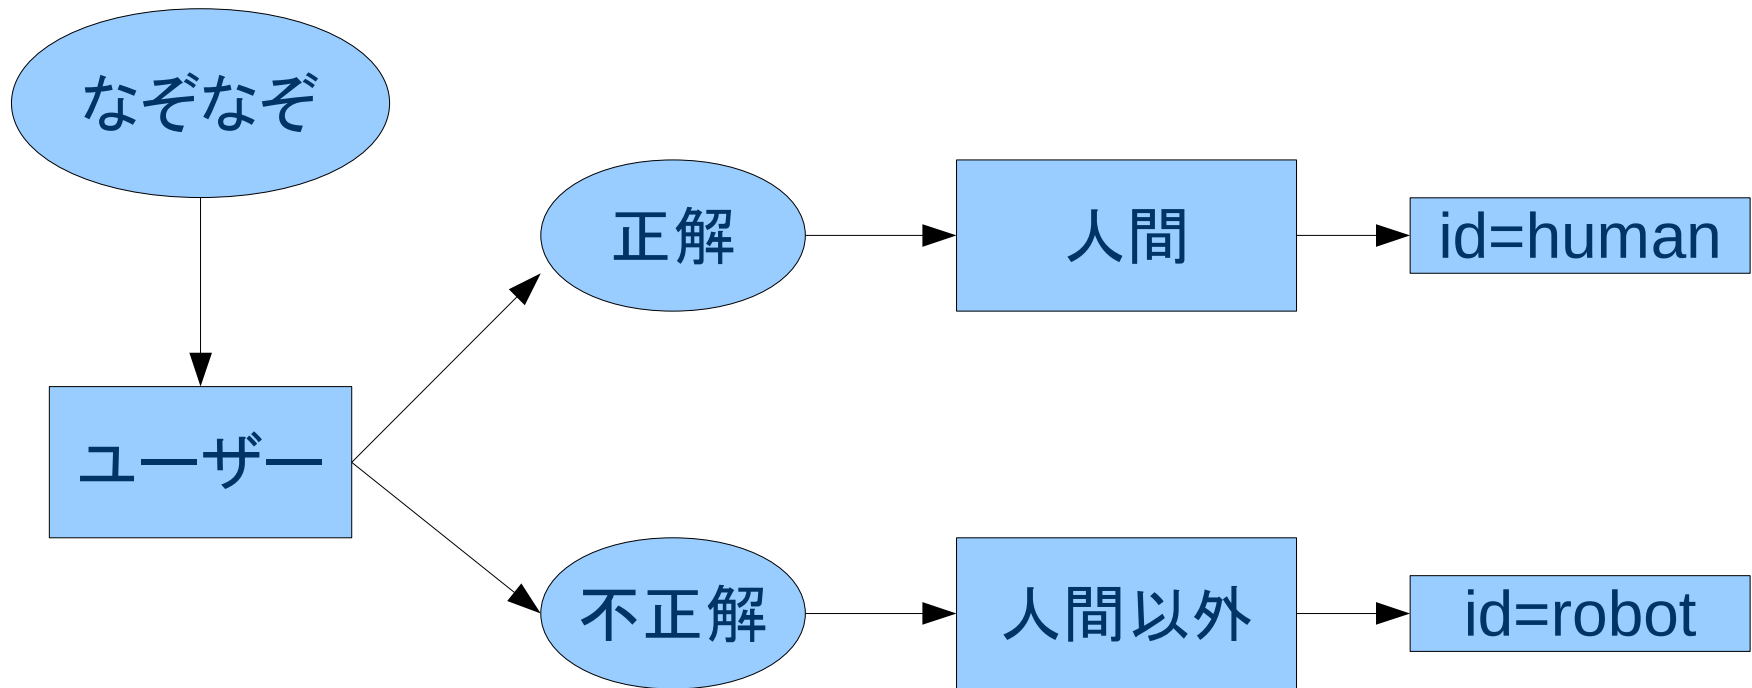 なぞなぞ
ユーザー
正解
人間
id=human
不正解
人間以外
id=robot